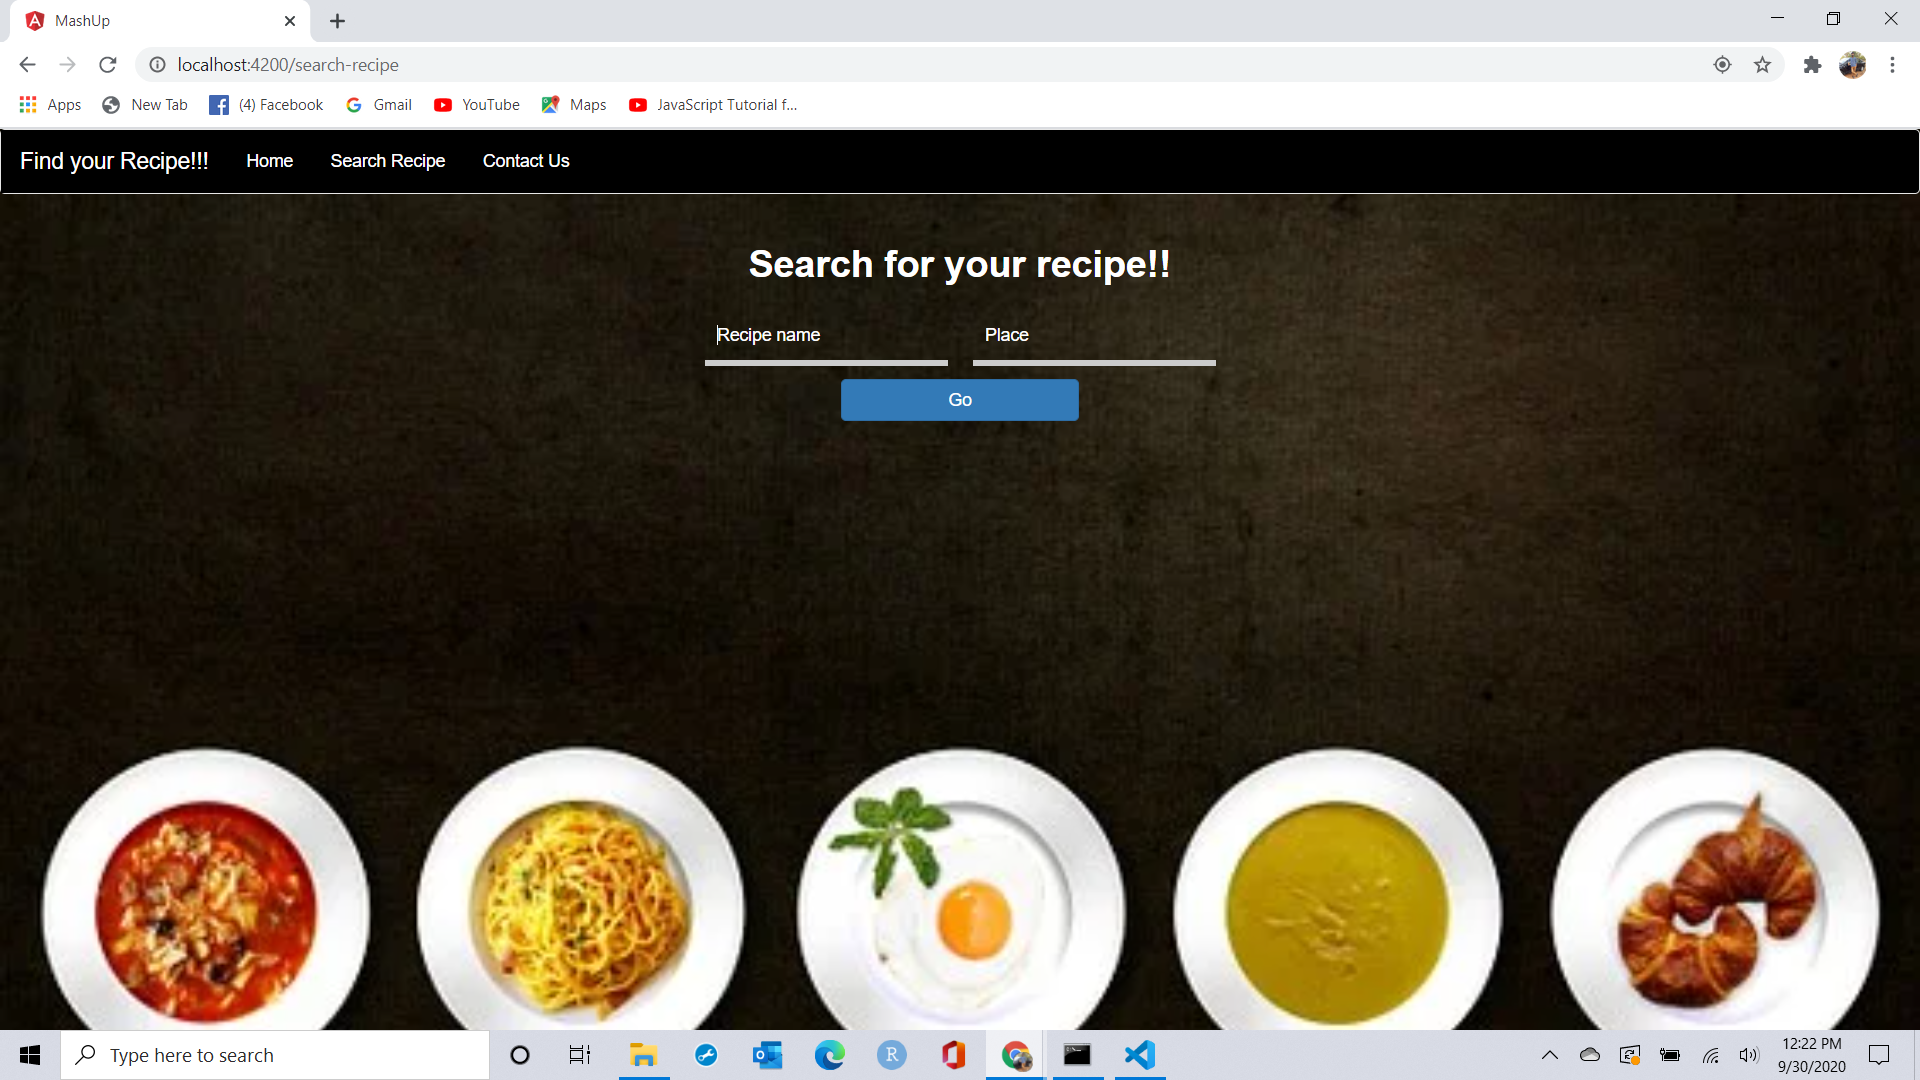 MashUp
localhost:4200/search-recipe
Apps New Tab (4) Facebook Gmail YouTube Maps JavaScript Tutorial f...
Find your Recipe!!! Home Search Recipe Contact Us
Search for your recipe!!
Recipe name Place
Go
Type here to search
12:22 PM
9/30/2020